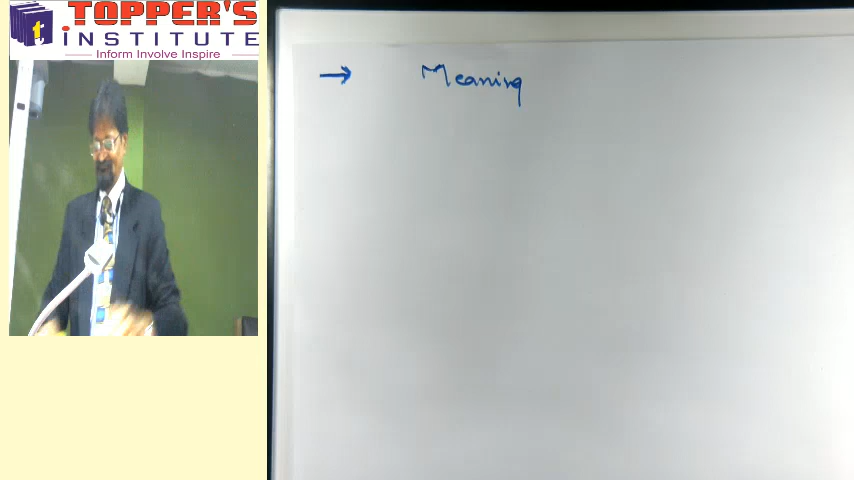 TOPPER'S
t iNSTITUTE
Inform Involve Inspire
→ Meaning